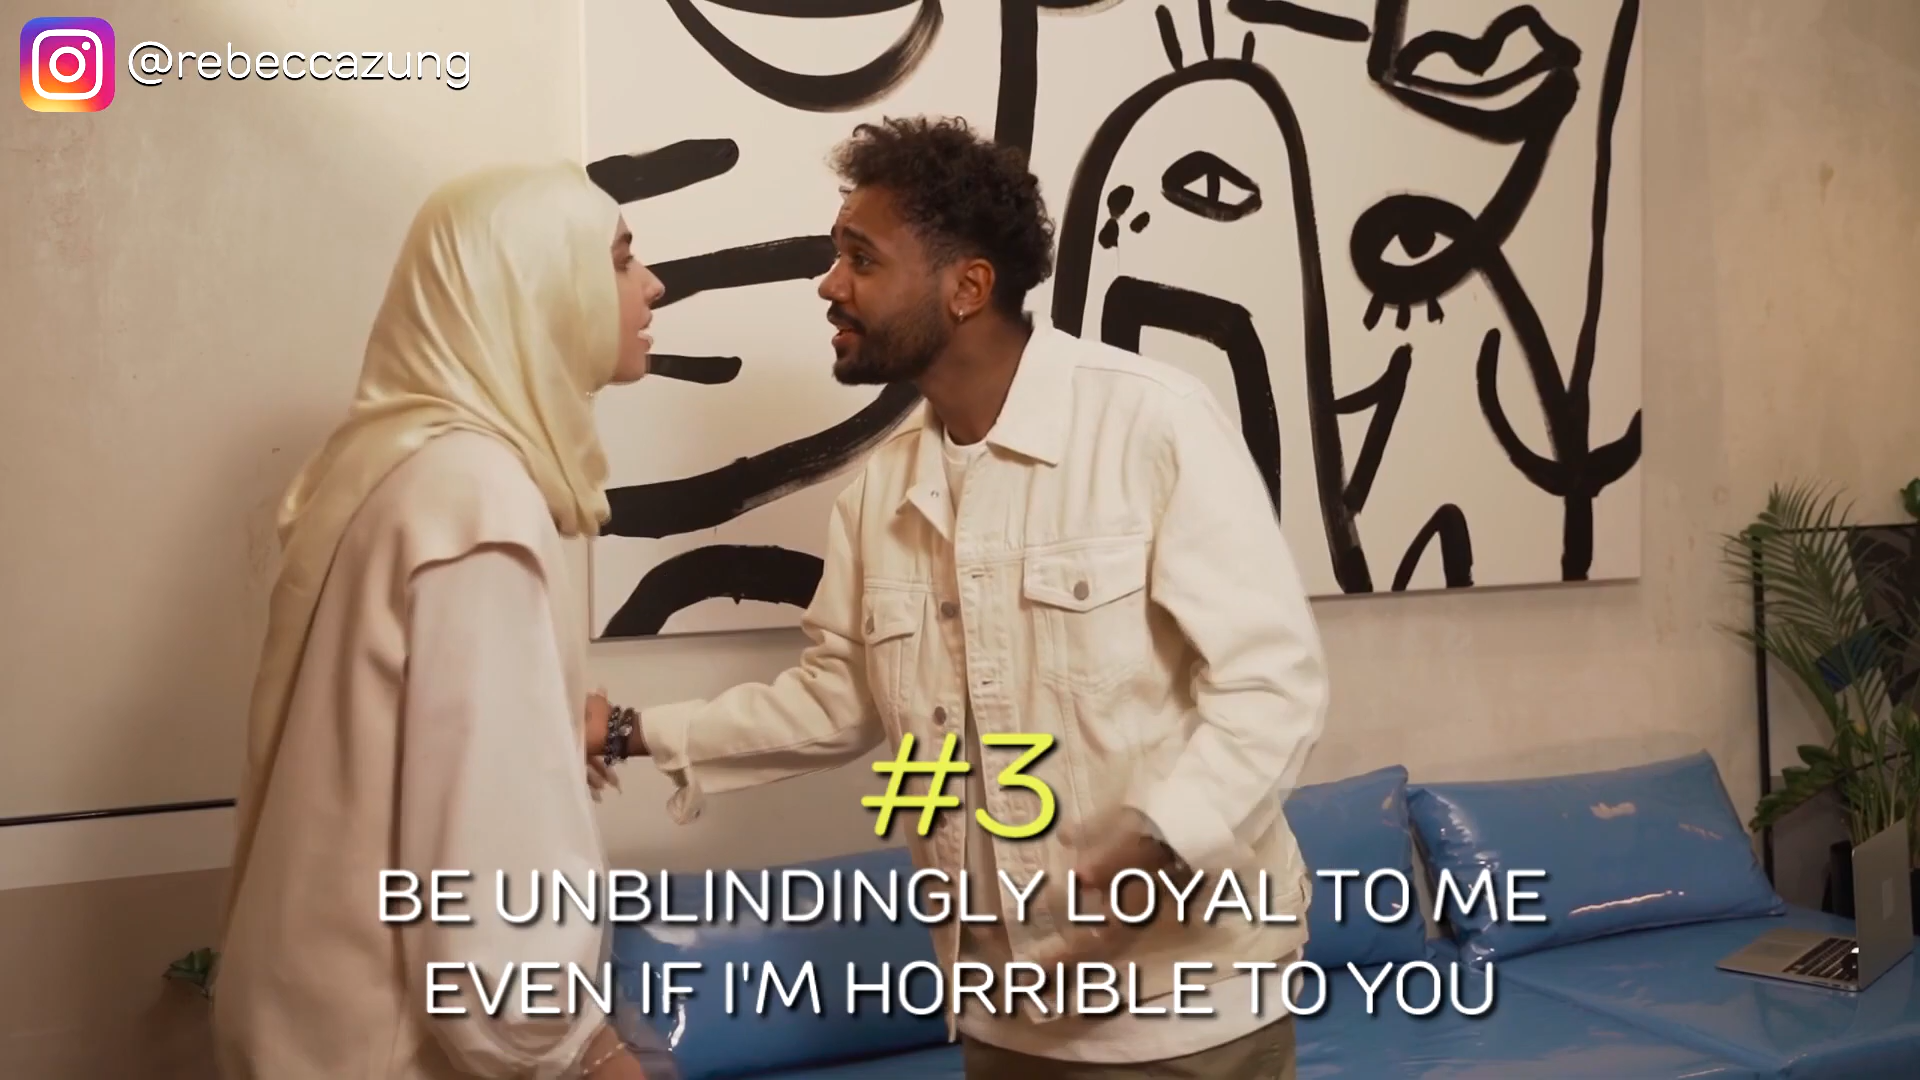 @rebeccazung
#3
BE UNBLINDINGLY LOYAL TO ME
EVEN IF I'M HORRIBLE TO YOU